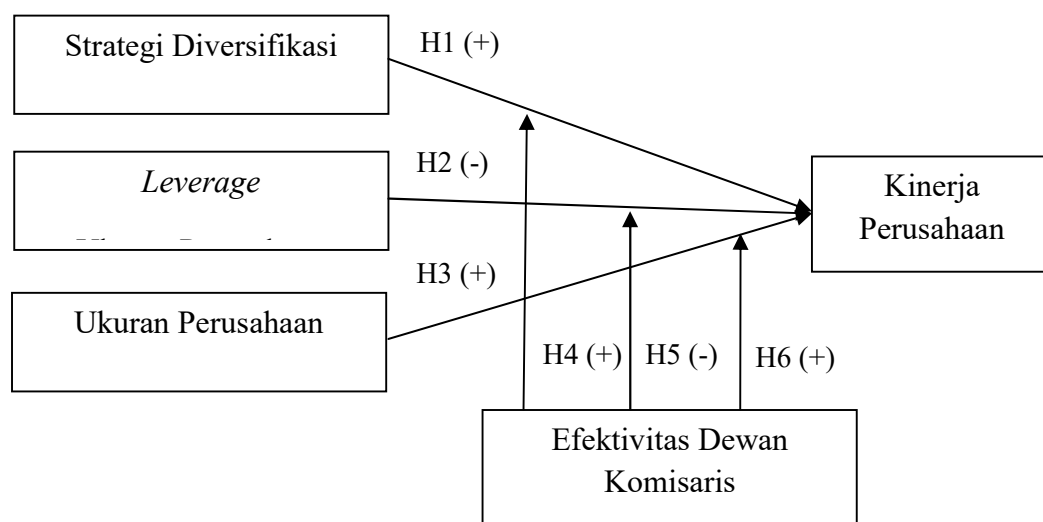 Strategi Diversifikasi
H1 (+)
Leverage
H2 (-)
Kinerja
Perusahaan
H3 (+)
Ukuran Perusahaan
H4 (+)
H5 (-)
H6 (+)
Efektivitas Dewan
Komisaris